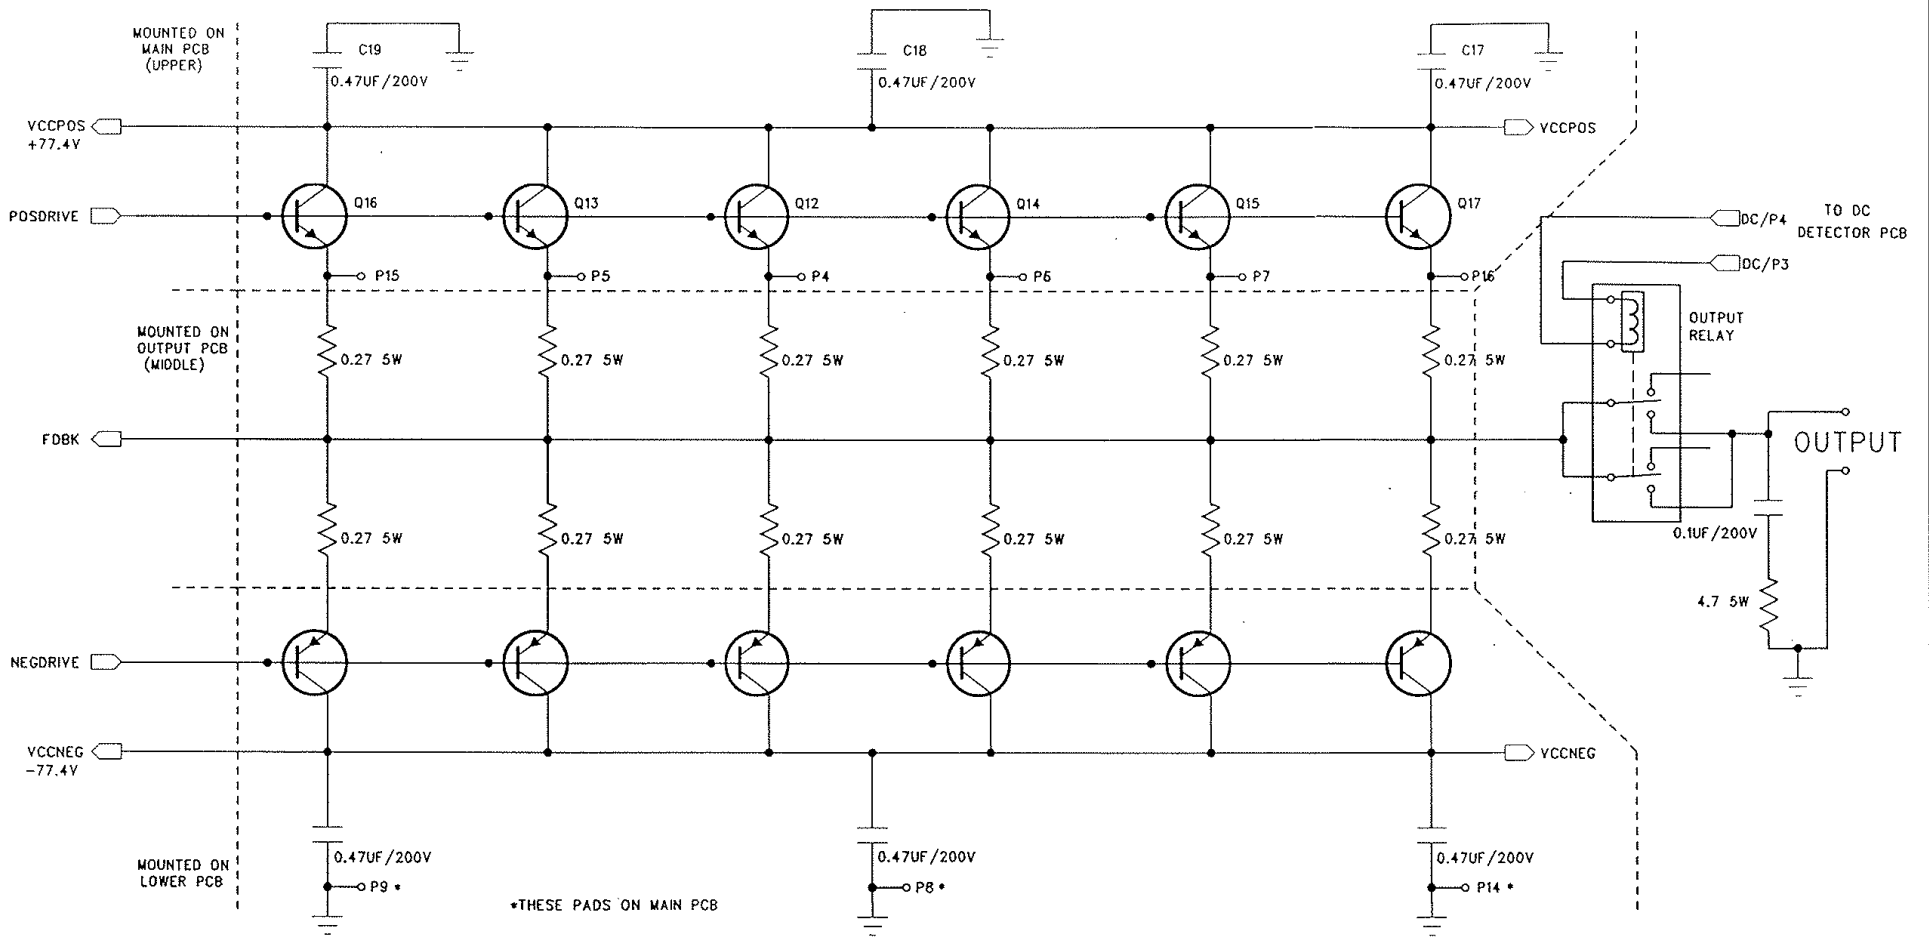 MOUNTED ON
MAIN PCB
(UPPER)
C19
0.47UF/200V
C18
0.47UF/200V
C17
0.47UF/200V
VCCPOS
+77.4V
VCCPOS
POSDRIVE
Q16
Q13
Q12
Q14
Q15
Q17
DC/P4
TO DC
DETECTOR PCB
DC/P3
P15
P5
P4
P6
P7
P16
MOUNTED ON
OUTPUT PCB
(MIDDLE)
0.27 5W
0.27 5W
0.27 5W
0.27 5W
0.27 5W
0.27 5W
OUTPUT
RELAY
FDBK
OUTPUT
0.27 5W
0.27 5W
0.27 5W
0.27 5W
0.27 5W
0.27 5W
0.1UF/200V
4.7 5W
NEGDRIVE
VCCNEG
-77.4V
VCCNEG
MOUNTED ON
LOWER PCB
0.47UF/200V
0.47UF/200V
0.47UF/200V
P9 *
P8 *
P14 *
*THESE PADS ON MAIN PCB